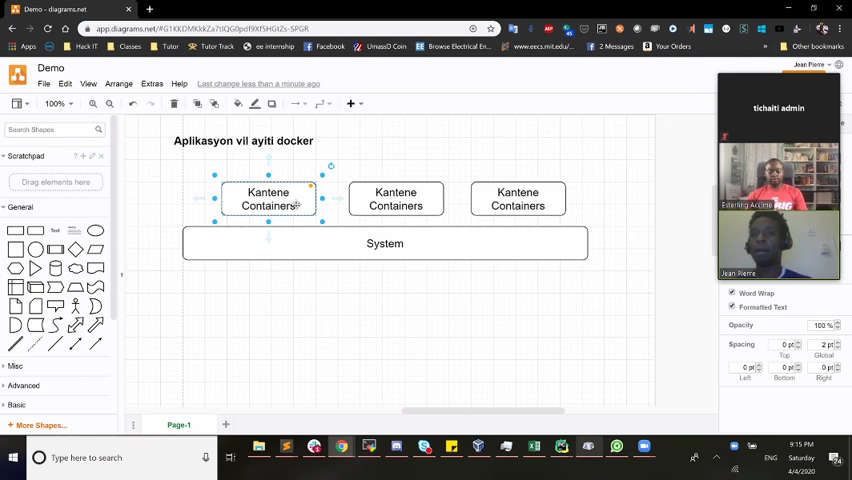 Demo - diagrams.net
app.diagrams.net/#G1KKDMKkkZa7tIQG0pdf9Xf5HGtZs-SPGR
Apps
Hack IT
Classes
Tutor
Tutor Track
ee internship
Facebook
UmassD Coin
Browse Electrical En...
www.eecs.mit.edu/...
2 Messages
Your Orders
Other bookmarks
Demo
Jean Pierre
File Edit View Arrange Extras Help Last change less than a minute ago
100%
Search Shapes
Scratchpad
Drag elements here
General
Text
Misc
Advanced
Basic
+ More Shapes...
Aplikasyon vil ayiti docker
Kantene
Containers
Kantene
Containers
Kantene
Containers
System
tichaiti admin
Esterling Accime
Jean Pierre
Word Wrap
Formatted Text
Opacity 100 %
Spacing 0 pt 2 pt
Top Global
0 pt 0 pt 0 pt
Left Bottom Right
Page-1
Type here to search
ENG
9:15 PM
Saturday
4/4/2020
24